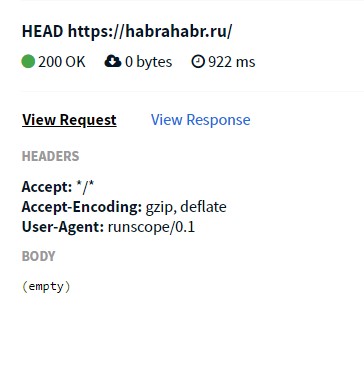 HEAD https://habrahabr.ru/
200 OK 0 bytes 922 ms
View Request View Response
HEADERS
Accept: */*
Accept-Encoding: gzip, deflate
User-Agent: runscope/0.1
BODY
(empty)